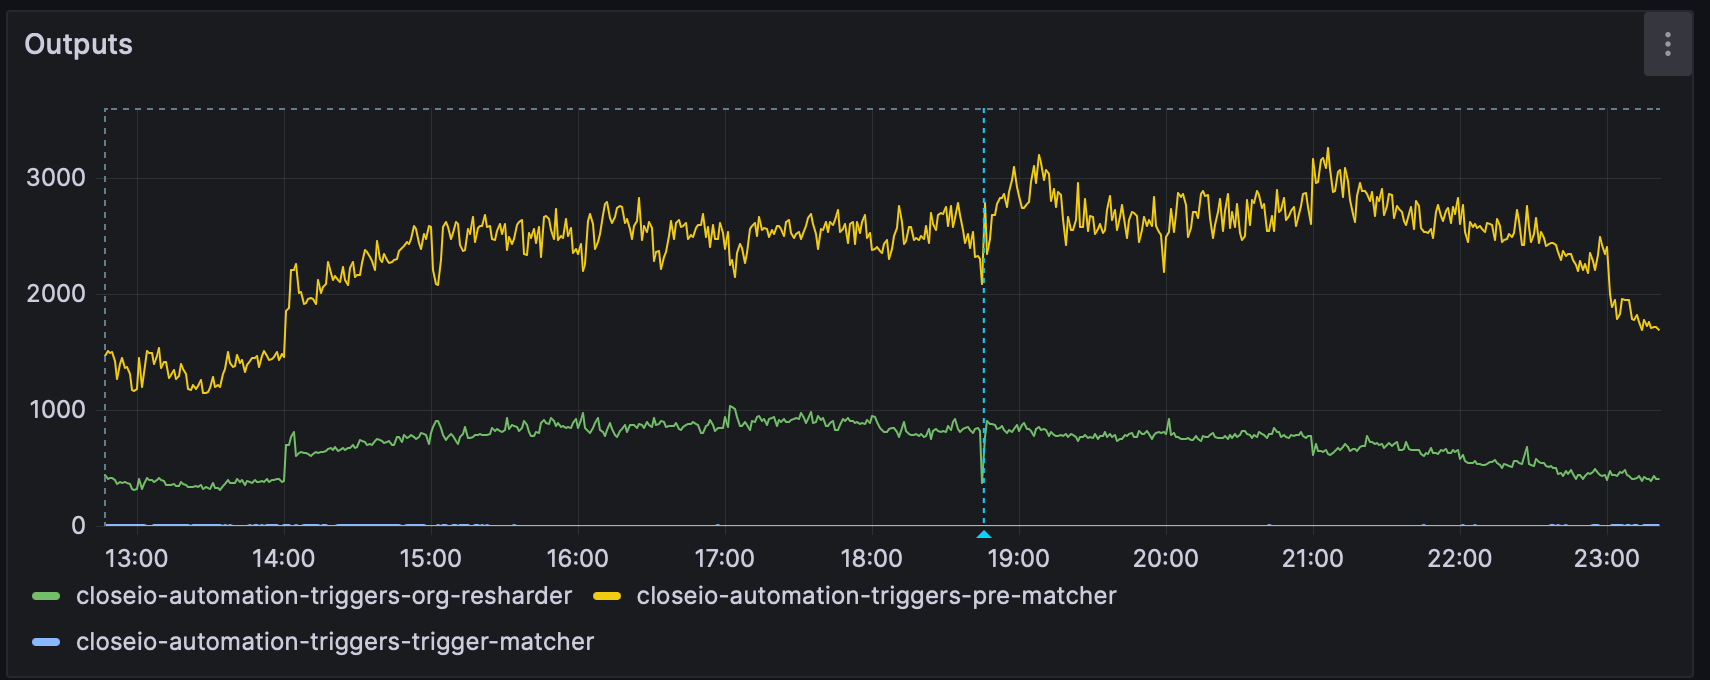 Outputs
3000
2000
1000
0
13:00 14:00 15:00 16:00 17:00 18:00 19:00 20:00 21:00 22:00 23:00
closeio-automation-triggers-org-resharder closeio-automation-triggers-pre-matcher
closeio-automation-triggers-trigger-matcher